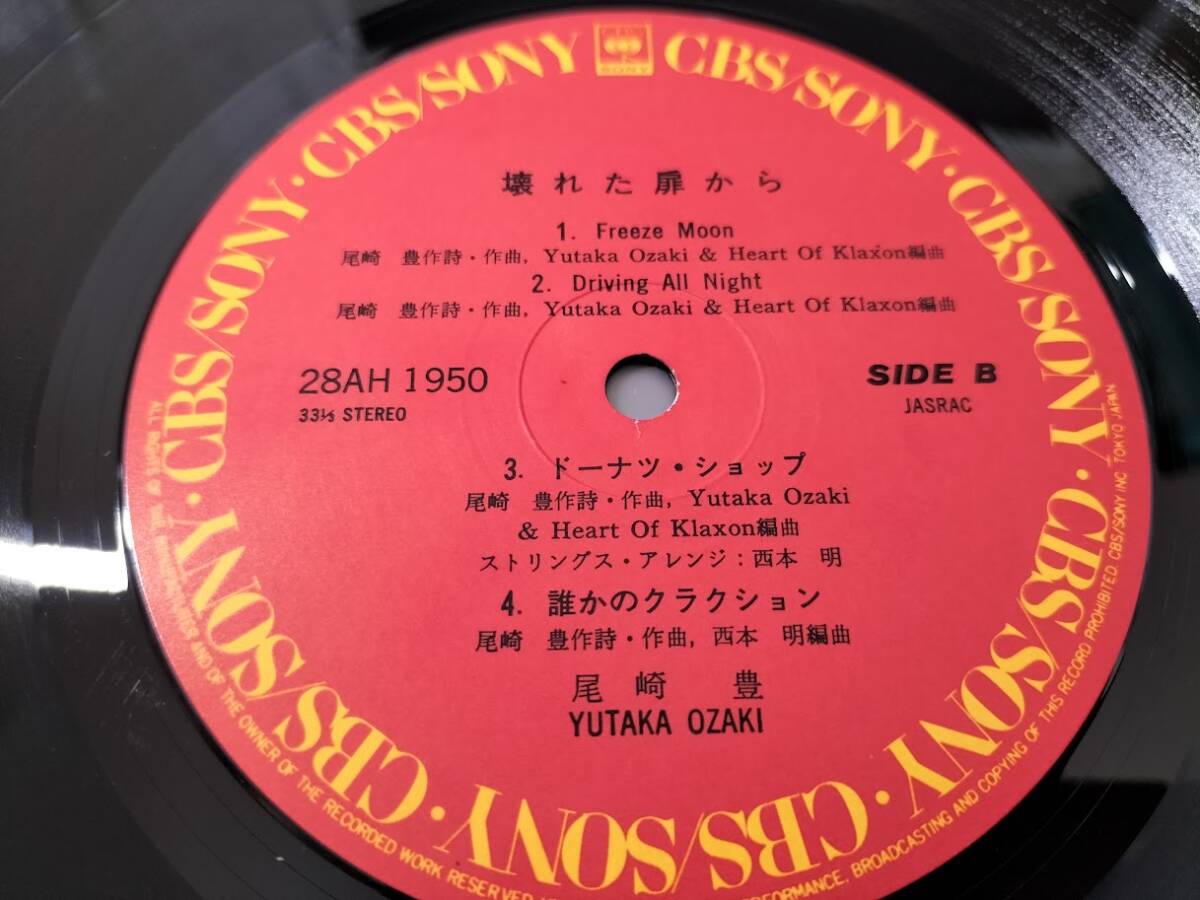 壊れた扉から
1. Freeze Moon
尾崎 豊作詩・作曲, Yutaka Ozaki & Heart Of Klaxon編曲
2. Driving All Night
尾崎 豊作詩・作曲, Yutaka Ozaki & Heart Of Klaxon編曲
28AH 1950
33⅓ STEREO
SIDE B
JASRAC
3. ドーナツ・ショップ
尾崎 豊作詩・作曲, Yutaka Ozaki
& Heart Of Klaxon編曲
ストリングス・アレンジ:西本 明
4. 誰かのクラクション
尾崎 豊作詩・作曲, 西本 明編曲
尾崎 豊
YUTAKA OZAKI
CBS/SONY・CBS/SONY・CBS/SONY・CBS/SONY・CBS/SONY・CBS/SONY・CBS/SONY・CBS/SONY
SONY
ALL RIGHTS OF THE MANUFACTURER AND OF THE OWNER OF THE RECORDED WORK RESERVED
PERFORMANCE, BROADCASTING AND COPYING OF THIS RECORD PROHIBITED. CBS/SONY INC. TOKYO JAPAN